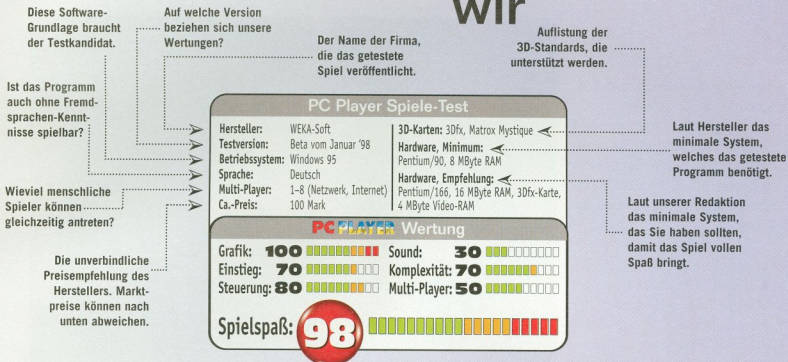 wir
Diese Software-
Grundlage braucht
der Testkandidat.
Auf welche Version
beziehen sich unsere
Wertungen?
Der Name der Firma,
die das getestete
Spiel veröffentlicht.
Auflistung der
3D-Standards, die
unterstützt werden.
Ist das Programm
auch ohne Fremd-
sprachen-Kennt-
nisse spielbar?
Wieviel menschliche
Spieler können
gleichzeitig antreten?
Die unverbindliche
Preisempfehlung des
Herstellers. Markt-
preise können nach
unten abweichen.
PC Player Spiele-Test
Hersteller: WEKA-Soft
Testversion: Beta vom Januar '98
Betriebssystem: Windows 95
Sprache: Deutsch
Multi-Player: 1–8 (Netzwerk, Internet)
Ca.-Preis: 100 Mark
3D-Karten: 3Dfx, Matrox Mystique
Hardware, Minimum:
Pentium/90, 8 MByte RAM
Hardware, Empfehlung:
Pentium/166, 16 MByte RAM, 3Dfx-Karte,
4 MByte Video-RAM
Laut Hersteller das
minimale System,
welches das getestete
Programm benötigt.
Laut unserer Redaktion
das minimale System,
das Sie haben sollten,
damit das Spiel vollen
Spaß bringt.
PC PLAYER Wertung
Grafik: 100 Sound: 30
Einstieg: 70 Komplexität: 70
Steuerung: 80 Multi-Player: 50
Spielspaß: 98